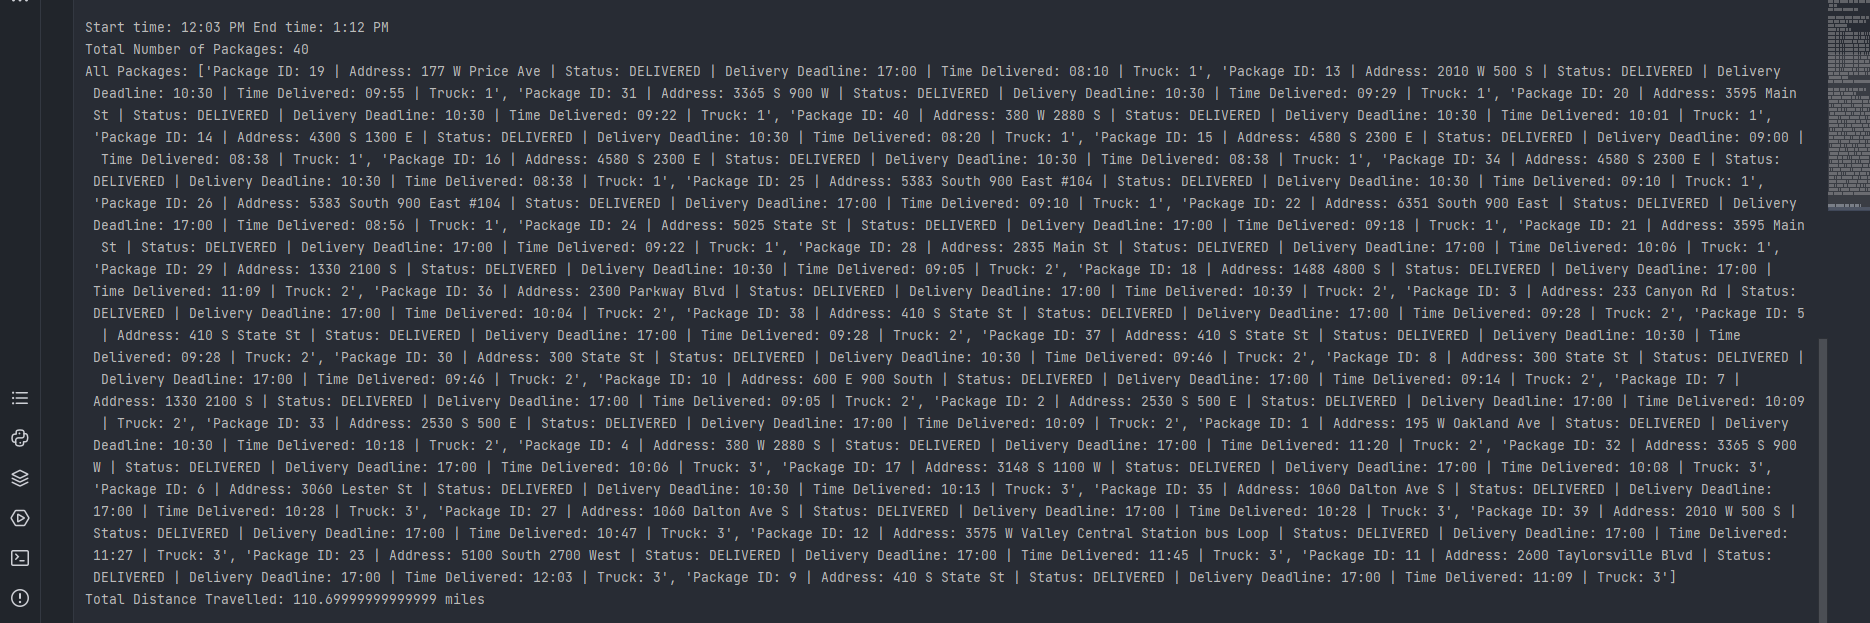 Start time: 12:03 PM End time: 1:12 PM
Total Number of Packages: 40
All Packages: ['Package ID: 19 | Address: 177 W Price Ave | Status: DELIVERED | Delivery Deadline: 17:00 | Time Delivered: 08:10 | Truck: 1', 'Package ID: 13 | Address: 2010 W 500 S | Status: DELIVERED | Delivery
Deadline: 10:30 | Time Delivered: 09:55 | Truck: 1', 'Package ID: 31 | Address: 3365 S 900 W | Status: DELIVERED | Delivery Deadline: 10:30 | Time Delivered: 09:29 | Truck: 1', 'Package ID: 20 | Address: 3595 Main
St | Status: DELIVERED | Delivery Deadline: 10:30 | Time Delivered: 09:22 | Truck: 1', 'Package ID: 40 | Address: 380 W 2880 S | Status: DELIVERED | Delivery Deadline: 10:30 | Time Delivered: 10:01 | Truck: 1',
'Package ID: 14 | Address: 4300 S 1300 E | Status: DELIVERED | Delivery Deadline: 10:30 | Time Delivered: 08:20 | Truck: 1', 'Package ID: 15 | Address: 4580 S 2300 E | Status: DELIVERED | Delivery Deadline: 09:00 |
Time Delivered: 08:38 | Truck: 1', 'Package ID: 16 | Address: 4580 S 2300 E | Status: DELIVERED | Delivery Deadline: 10:30 | Time Delivered: 08:38 | Truck: 1', 'Package ID: 34 | Address: 4580 S 2300 E | Status:
DELIVERED | Delivery Deadline: 10:30 | Time Delivered: 08:38 | Truck: 1', 'Package ID: 25 | Address: 5383 South 900 East #104 | Status: DELIVERED | Delivery Deadline: 10:30 | Time Delivered: 09:10 | Truck: 1',
'Package ID: 26 | Address: 5383 South 900 East #104 | Status: DELIVERED | Delivery Deadline: 17:00 | Time Delivered: 09:10 | Truck: 1', 'Package ID: 22 | Address: 6351 South 900 East | Status: DELIVERED | Delivery
Deadline: 17:00 | Time Delivered: 08:56 | Truck: 1', 'Package ID: 24 | Address: 5025 State St | Status: DELIVERED | Delivery Deadline: 17:00 | Time Delivered: 09:18 | Truck: 1', 'Package ID: 21 | Address: 3595 Main
St | Status: DELIVERED | Delivery Deadline: 17:00 | Time Delivered: 09:22 | Truck: 1', 'Package ID: 28 | Address: 2835 Main St | Status: DELIVERED | Delivery Deadline: 17:00 | Time Delivered: 10:06 | Truck: 1',
'Package ID: 29 | Address: 1330 2100 S | Status: DELIVERED | Delivery Deadline: 10:30 | Time Delivered: 09:05 | Truck: 2', 'Package ID: 18 | Address: 1488 4800 S | Status: DELIVERED | Delivery Deadline: 17:00 |
Time Delivered: 11:09 | Truck: 2', 'Package ID: 36 | Address: 2300 Parkway Blvd | Status: DELIVERED | Delivery Deadline: 17:00 | Time Delivered: 10:39 | Truck: 2', 'Package ID: 3 | Address: 233 Canyon Rd | Status:
DELIVERED | Delivery Deadline: 17:00 | Time Delivered: 10:04 | Truck: 2', 'Package ID: 38 | Address: 410 S State St | Status: DELIVERED | Delivery Deadline: 17:00 | Time Delivered: 09:28 | Truck: 2', 'Package ID: 5
| Address: 410 S State St | Status: DELIVERED | Delivery Deadline: 17:00 | Time Delivered: 09:28 | Truck: 2', 'Package ID: 37 | Address: 410 S State St | Status: DELIVERED | Delivery Deadline: 10:30 | Time
Delivered: 09:28 | Truck: 2', 'Package ID: 30 | Address: 300 State St | Status: DELIVERED | Delivery Deadline: 10:30 | Time Delivered: 09:46 | Truck: 2', 'Package ID: 8 | Address: 300 State St | Status: DELIVERED |
Delivery Deadline: 17:00 | Time Delivered: 09:46 | Truck: 2', 'Package ID: 10 | Address: 600 E 900 South | Status: DELIVERED | Delivery Deadline: 17:00 | Time Delivered: 09:14 | Truck: 2', 'Package ID: 7 |
Address: 1330 2100 S | Status: DELIVERED | Delivery Deadline: 17:00 | Time Delivered: 09:05 | Truck: 2', 'Package ID: 2 | Address: 2530 S 500 E | Status: DELIVERED | Delivery Deadline: 17:00 | Time Delivered: 10:09
| Truck: 2', 'Package ID: 33 | Address: 2530 S 500 E | Status: DELIVERED | Delivery Deadline: 17:00 | Time Delivered: 10:09 | Truck: 2', 'Package ID: 1 | Address: 195 W Oakland Ave | Status: DELIVERED | Delivery
Deadline: 10:30 | Time Delivered: 10:18 | Truck: 2', 'Package ID: 4 | Address: 380 W 2880 S | Status: DELIVERED | Delivery Deadline: 17:00 | Time Delivered: 11:20 | Truck: 2', 'Package ID: 32 | Address: 3365 S 900
W | Status: DELIVERED | Delivery Deadline: 17:00 | Time Delivered: 10:06 | Truck: 3', 'Package ID: 17 | Address: 3148 S 1100 W | Status: DELIVERED | Delivery Deadline: 17:00 | Time Delivered: 10:08 | Truck: 3',
'Package ID: 6 | Address: 3060 Lester St | Status: DELIVERED | Delivery Deadline: 10:30 | Time Delivered: 10:13 | Truck: 3', 'Package ID: 35 | Address: 1060 Dalton Ave S | Status: DELIVERED | Delivery Deadline:
17:00 | Time Delivered: 10:28 | Truck: 3', 'Package ID: 27 | Address: 1060 Dalton Ave S | Status: DELIVERED | Delivery Deadline: 17:00 | Time Delivered: 10:28 | Truck: 3', 'Package ID: 39 | Address: 2010 W 500 S |
Status: DELIVERED | Delivery Deadline: 17:00 | Time Delivered: 10:47 | Truck: 3', 'Package ID: 12 | Address: 3575 W Valley Central Station bus Loop | Status: DELIVERED | Delivery Deadline: 17:00 | Time Delivered:
11:27 | Truck: 3', 'Package ID: 23 | Address: 5100 South 2700 West | Status: DELIVERED | Delivery Deadline: 17:00 | Time Delivered: 11:45 | Truck: 3', 'Package ID: 11 | Address: 2600 Taylorsville Blvd | Status:
DELIVERED | Delivery Deadline: 17:00 | Time Delivered: 12:03 | Truck: 3', 'Package ID: 9 | Address: 410 S State St | Status: DELIVERED | Delivery Deadline: 17:00 | Time Delivered: 11:09 | Truck: 3']
Total Distance Travelled: 110.69999999999999 miles